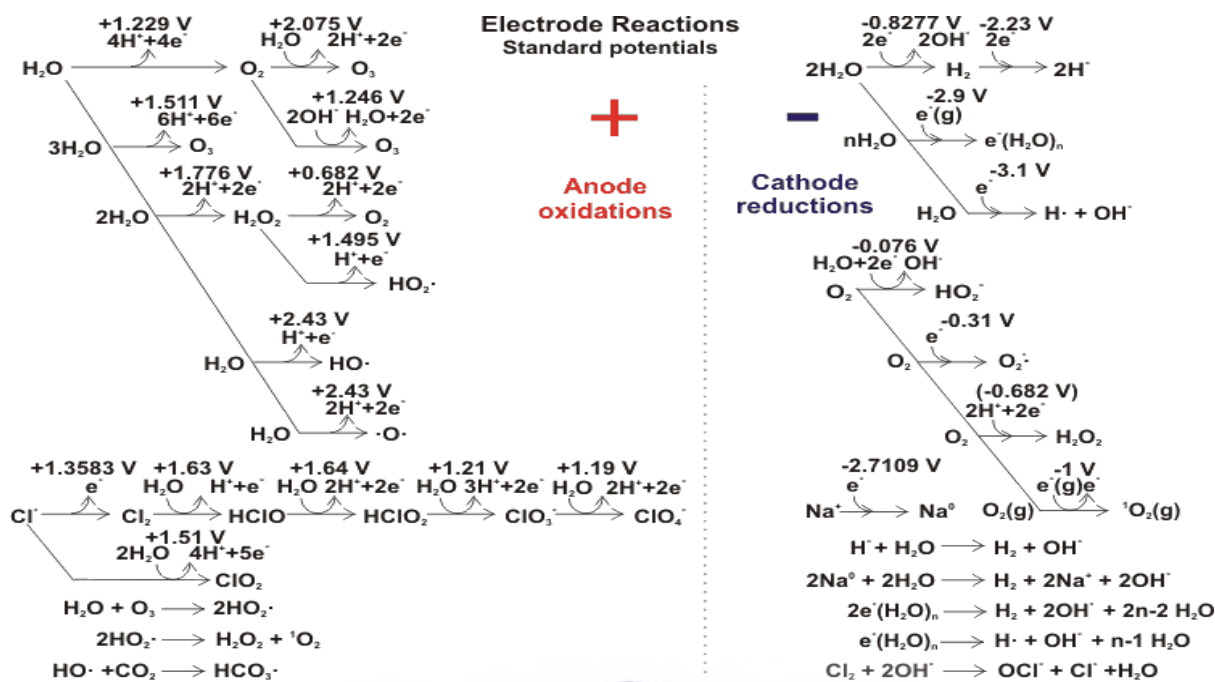 Electrode Reactions
Standard potentials
+
Anode
oxidations
+1.229 V +2.075 V
4H⁺+4e⁻ H₂O 2H⁺+2e⁻
H₂O → O₂ → O₃
+1.511 V +1.246 V
6H⁺+6e⁻ 2OH⁻ H₂O+2e⁻
3H₂O → O₃ → O₃
+1.776 V +0.682 V
2H⁺+2e⁻ 2H⁺+2e⁻
2H₂O → H₂O₂ → O₂
+1.495 V
H⁺+e⁻
→ HO₂·
+2.43 V
H⁺+e⁻
H₂O → HO·
+2.43 V
2H⁺+2e⁻
H₂O → ·O·
+1.3583 V +1.63 V +1.64 V +1.21 V +1.19 V
e⁻ H₂O H⁺+e⁻ H₂O 2H⁺+2e⁻ H₂O 3H⁺+2e⁻ H₂O 2H⁺+2e⁻
Cl⁻ → Cl₂ → HClO → HClO₂ → ClO₃⁻ → ClO₄⁻
+1.51 V
2H₂O 4H⁺+5e⁻
→ ClO₂
H₂O + O₃ → 2HO₂·
2HO₂· → H₂O₂ + ¹O₂
HO· +CO₂ → HCO₃·
-
Cathode
reductions
-0.8277 V -2.23 V
2e⁻ 2OH⁻ 2e⁻
2H₂O → H₂ → 2H⁻
-2.9 V
e⁻(g)
nH₂O → e⁻(H₂O)ₙ
-3.1 V
e⁻
H₂O → H· + OH⁻
-0.076 V
H₂O+2e⁻ OH⁻
O₂ → HO₂⁻
-0.31 V
e⁻
O₂ → O₂·⁻
(-0.682 V)
2H⁺+2e⁻
O₂ → H₂O₂
-2.7109 V -1 V
e⁻ e⁻(g) e⁻
Na⁺ → Na⁰ O₂(g) → ¹O₂(g)
H⁻ + H₂O → H₂ + OH⁻
2Na⁰ + 2H₂O → H₂ + 2Na⁺ + 2OH⁻
2e⁻(H₂O)ₙ → H₂ + 2OH⁻ + 2n-2 H₂O
e⁻(H₂O)ₙ → H· + OH⁻ + n-1 H₂O
Cl₂ + 2OH⁻ → OCl⁻ + Cl⁻ +H₂O